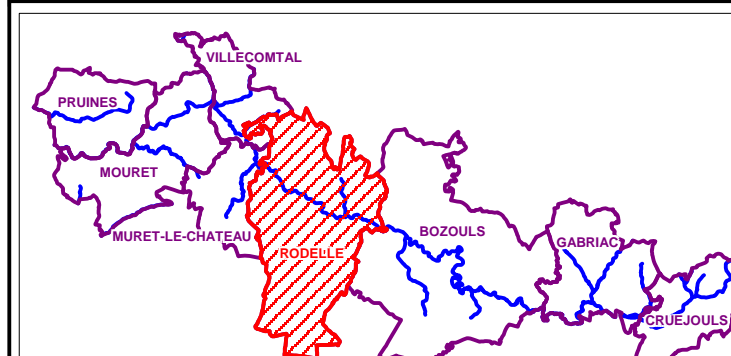 VILLECOMTAL
PRUINES
MOURET
MURET-LE-CHATEAU
BOZOULS
GABRIAC
RODELLE
CRUEJOULS